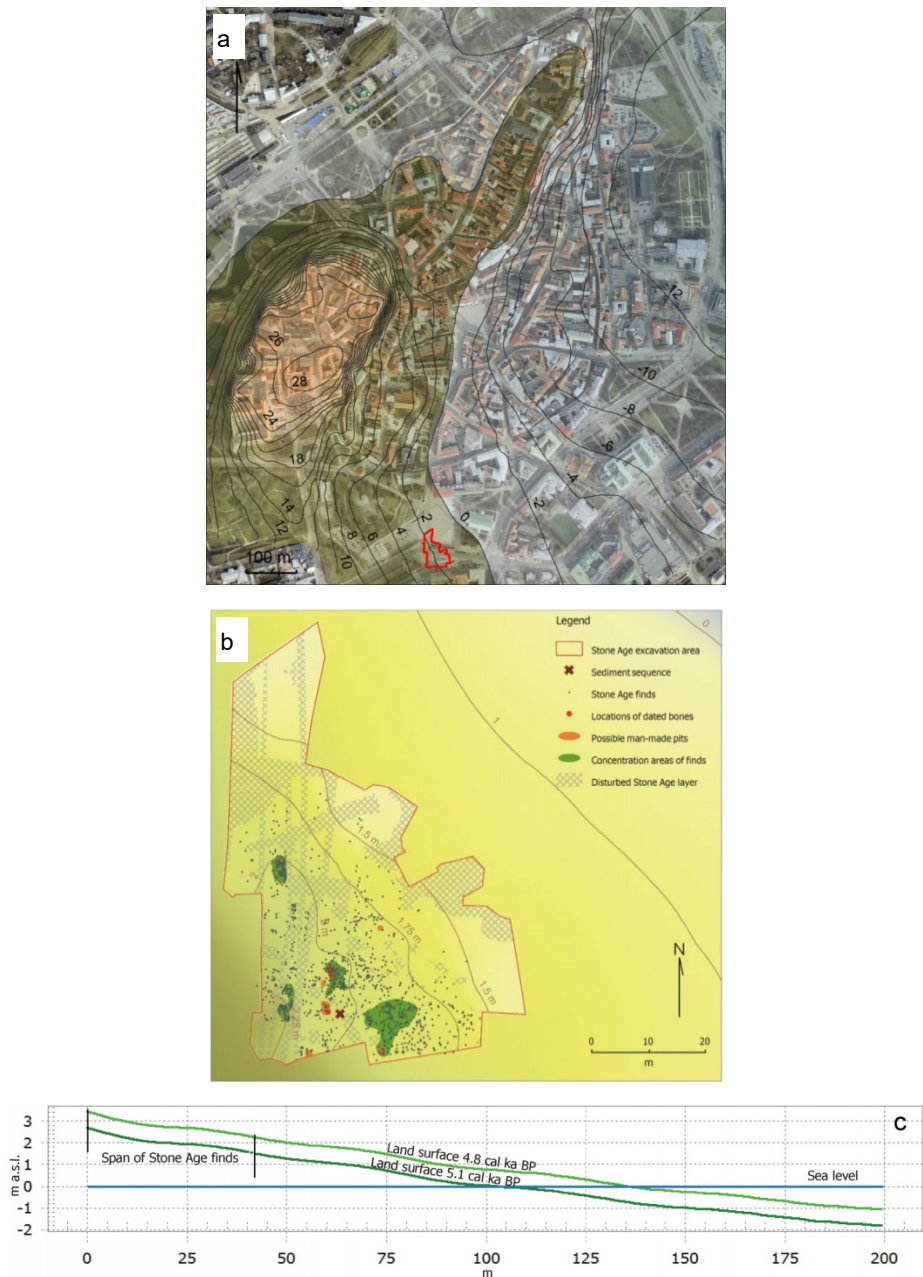 a
26
28
24
18
14
12
10
8
6
4
2
0
-2
-4
-6
-8
-10
-12
100 m
b
Legend
Stone Age excavation area
Sediment sequence
Stone Age finds
Locations of dated bones
Possible man-made pits
Concentration areas of finds
Disturbed Stone Age layer
0
1
1.5 m
2
1.75 m
1.5 m
N
0 10 20
m
c
m a.s.l.
3
2
1
0
-1
-2
Land surface 4.8 cal ka BP
Span of Stone Age finds
Land surface 5.1 cal ka BP
Sea level
0 25 50 75 100 125 150 175 200
m